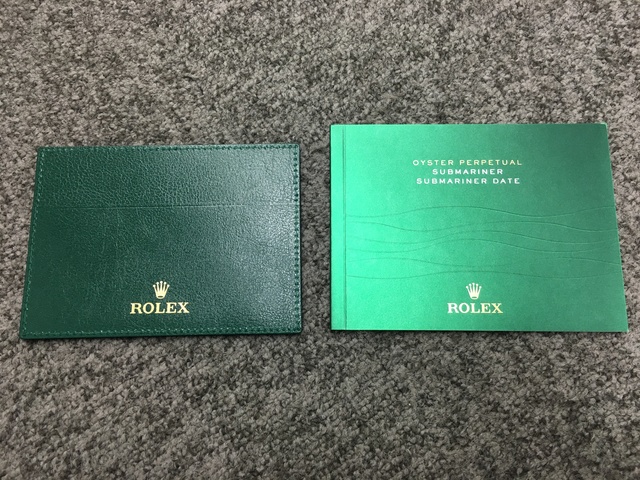 ROLEX
OYSTER PERPETUAL
SUBMARINER
SUBMARINER DATE
ROLEX